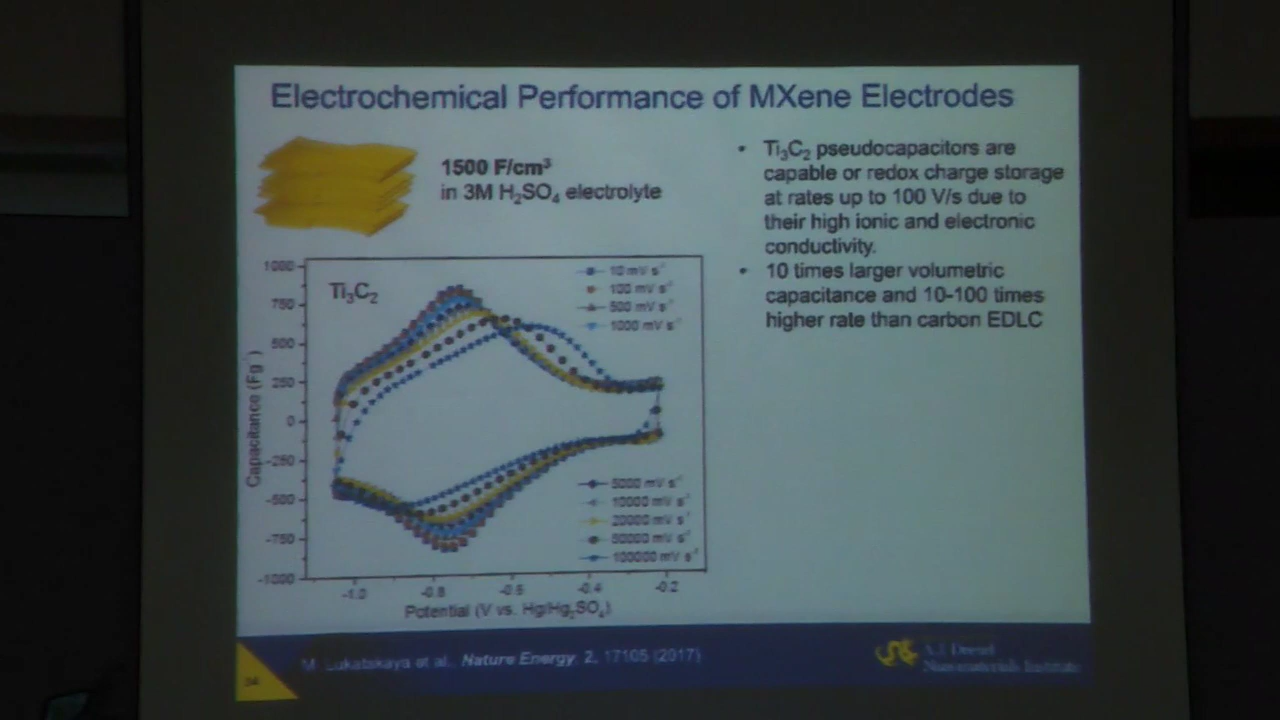 Electrochemical Performance of MXene Electrodes
1500 F/cm³
in 3M H₂SO₄ electrolyte
• Ti₃C₂ pseudocapacitors are
capable or redox charge storage
at rates up to 100 V/s due to
their high ionic and electronic
conductivity.
• 10 times larger volumetric
capacitance and 10-100 times
higher rate than carbon EDLC
Ti₃C₂
10 mV s⁻¹
100 mV s⁻¹
500 mV s⁻¹
1000 mV s⁻¹
5000 mV s⁻¹
10000 mV s⁻¹
20000 mV s⁻¹
50000 mV s⁻¹
100000 mV s⁻¹
Capacitance (Fg⁻¹)
1000
750
500
250
0
-250
-500
-750
-1000
-1.0 -0.8 -0.6 -0.4 -0.2
Potential (V vs. Hg/Hg₂SO₄)
M. Lukatskaya et al., Nature Energy, 2, 17105 (2017)
A.J. Drexel
Nanomaterials Institute
34